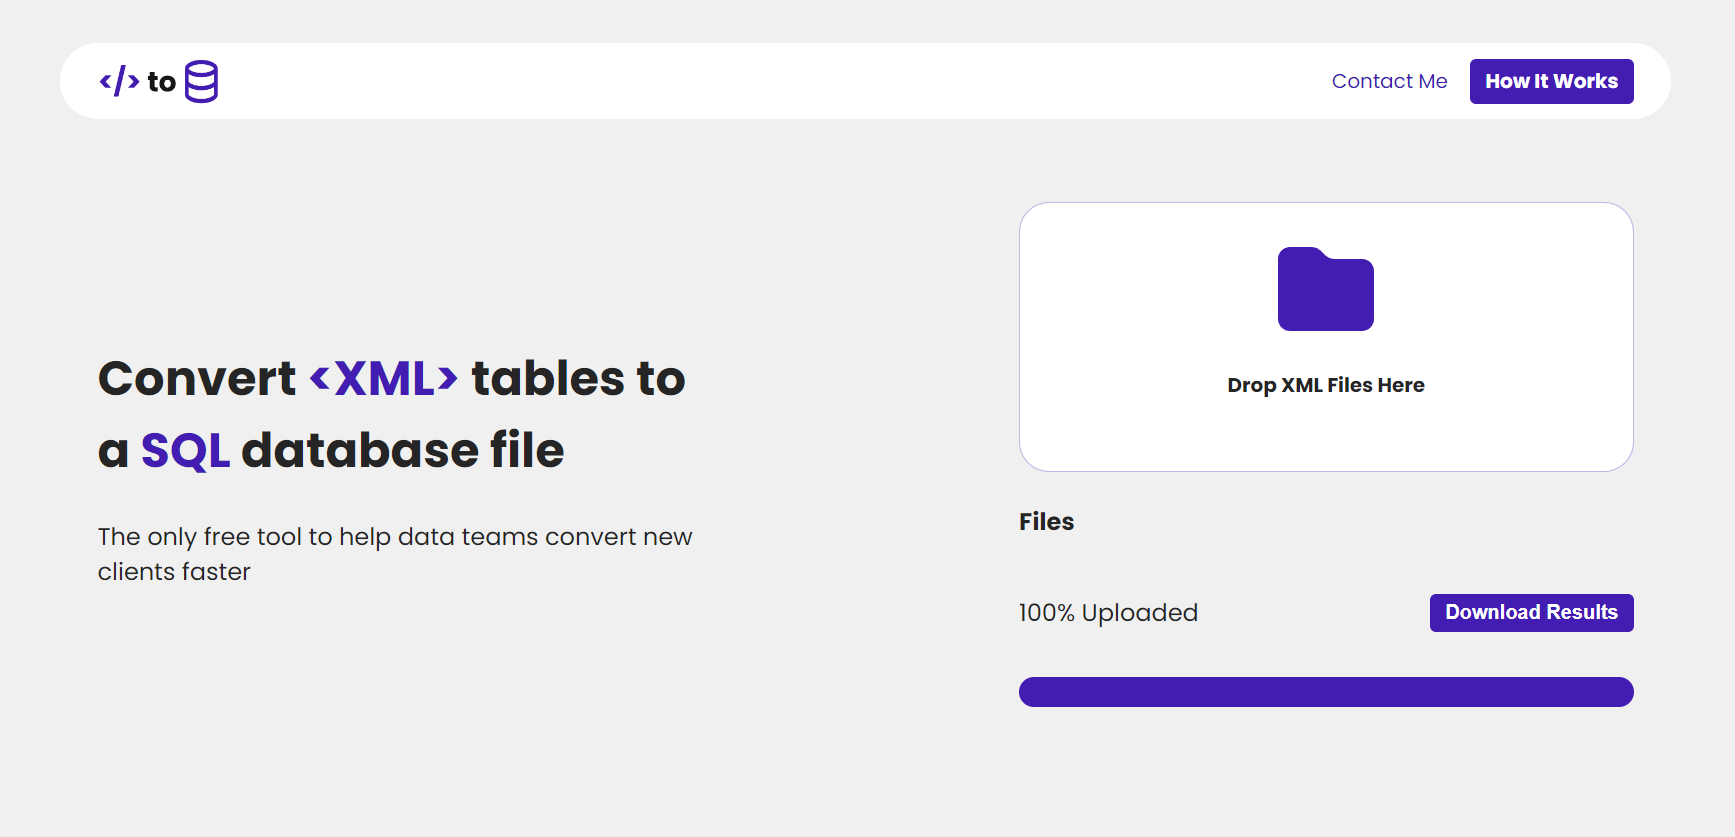 </> to
Contact Me
How It Works
Convert <XML> tables to
a SQL database file
The only free tool to help data teams convert new
clients faster
Drop XML Files Here
Files
100% Uploaded
Download Results